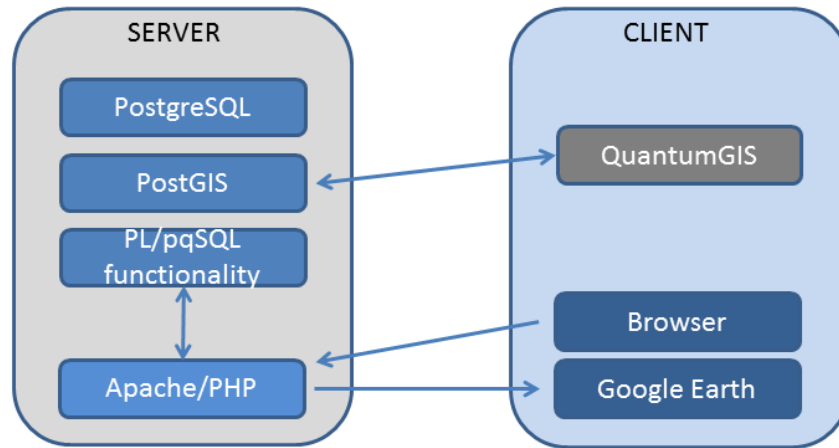 SERVER
PostgreSQL
PostGIS
PL/pqSQL
functionality
Apache/PHP
CLIENT
QuantumGIS
Browser
Google Earth